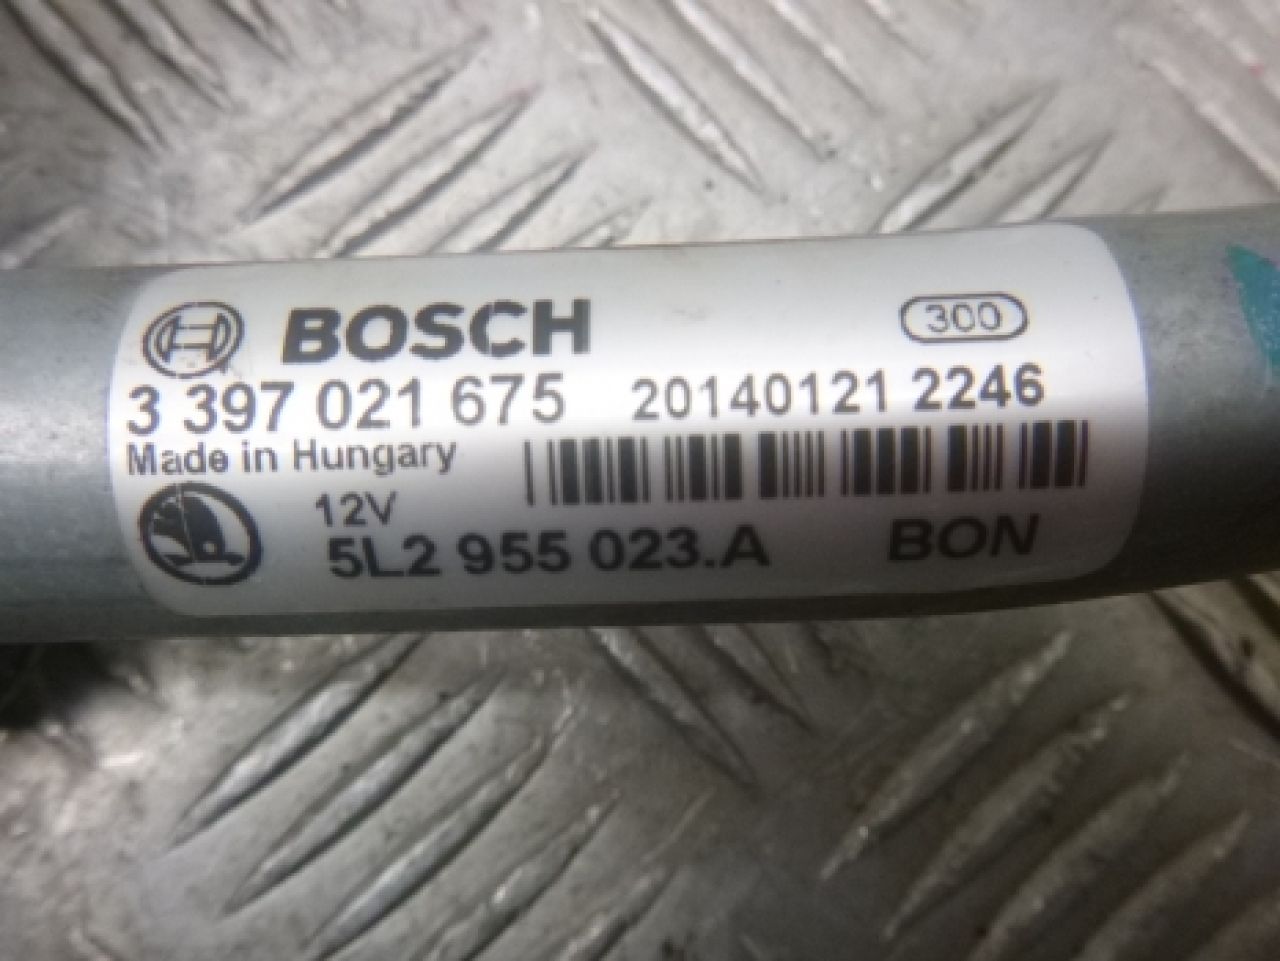 BOSCH 300
3 397 021 675 20140121 2246
Made in Hungary
12V
5L2 955 023.A BON